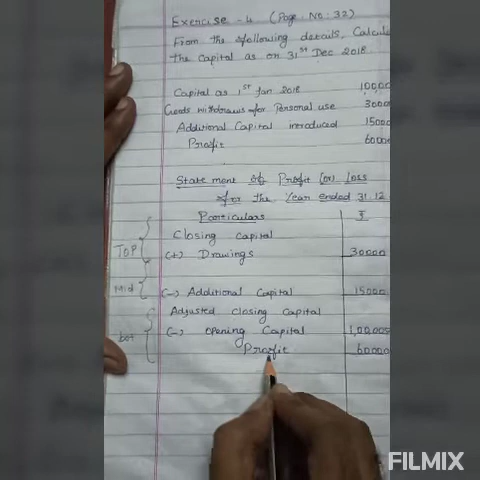 Exercise - 4 (Page No: 32)
From the following details, Calcul
the Capital as on 31st Dec 2018
Capital as 1st Jan 2018 10000
Goods withdrawn for Personal use 3000
Additional Capital introduced 15000
Profit 60000
Statement of Profit (or) Loss
for the Year ended 31.12
Particulars ₹
Closing Capital
TOP (+) Drawings 30000
Mid (-) Additional Capital 15000
Adjusted closing Capital
bot (-) Opening Capital 1,00,000
Profit 60000
FILMIX